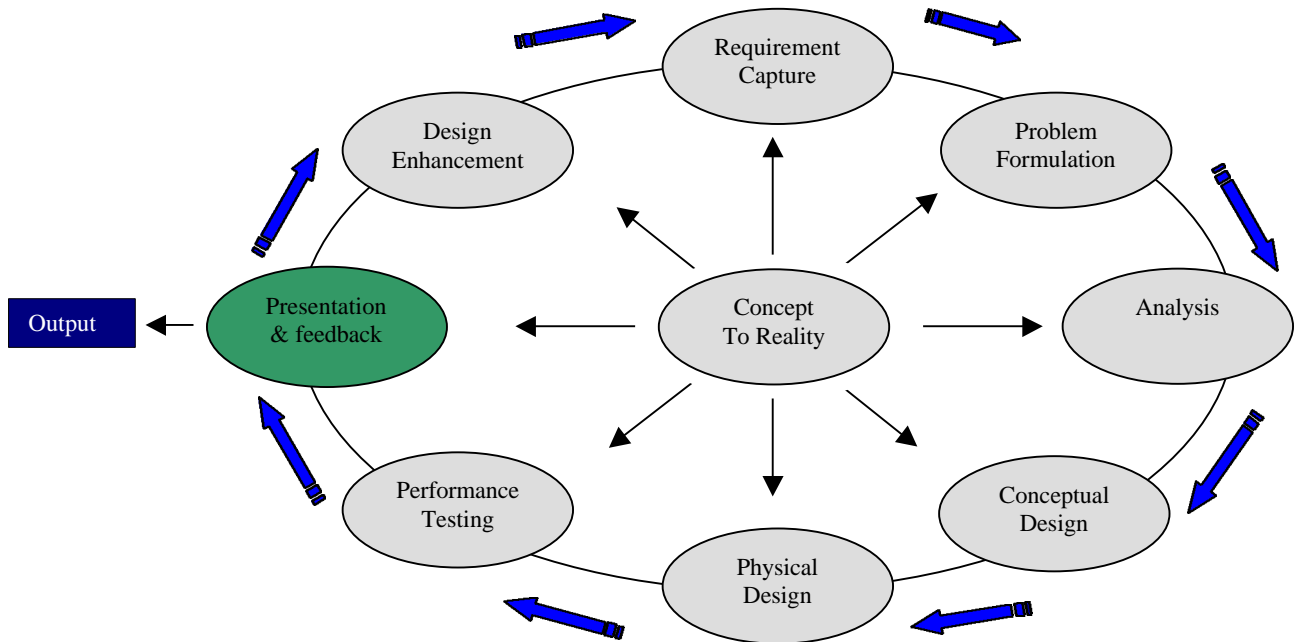 Requirement
Capture
Design
Enhancement
Problem
Formulation
Output
Presentation
& feedback
Concept
To Reality
Analysis
Performance
Testing
Conceptual
Design
Physical
Design